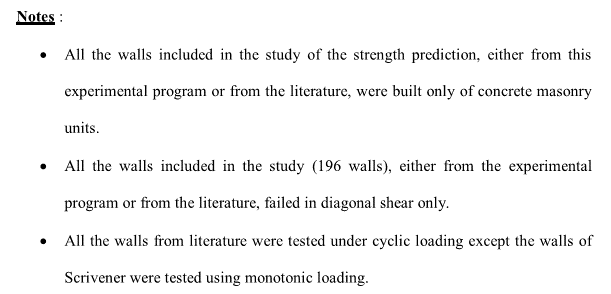 Notes :
• All the walls included in the study of the strength prediction, either from this
experimental program or from the literature, were built only of concrete masonry
units.
• All the walls included in the study (196 walls), either from the experimental
program or from the literature, failed in diagonal shear only.
• All the walls from literature were tested under cyclic loading except the walls of
Scrivener were tested using monotonic loading.